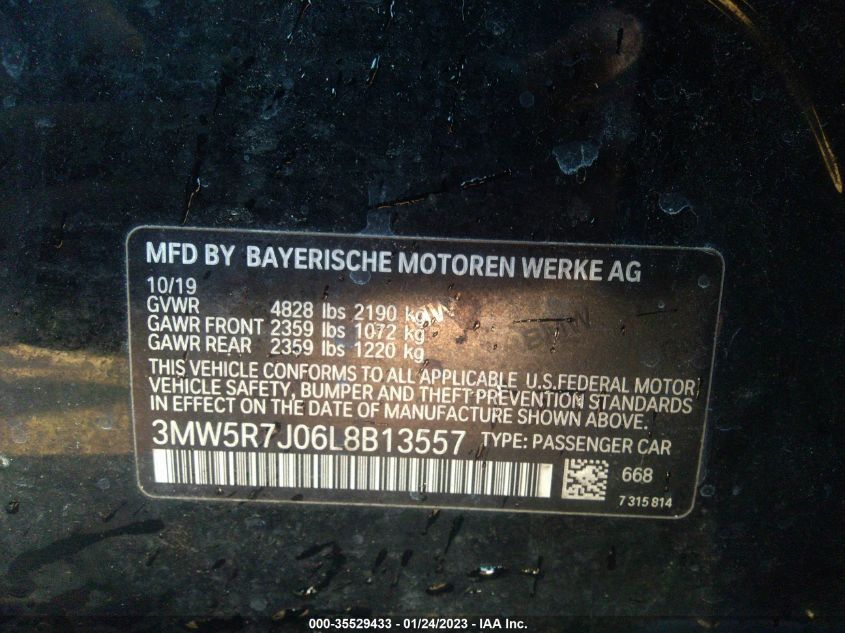 MFD BY BAYERISCHE MOTOREN WERKE AG
10/19
GVWR 4828 lbs 2190 kg
GAWR FRONT 2359 lbs 1072 kg
GAWR REAR 2359 lbs 1220 kg
THIS VEHICLE CONFORMS TO ALL APPLICABLE U.S.FEDERAL MOTOR
VEHICLE SAFETY, BUMPER AND THEFT PREVENTION STANDARDS
IN EFFECT ON THE DATE OF MANUFACTURE SHOWN ABOVE.
3MW5R7J06L8B13557 TYPE: PASSENGER CAR
668
7 315 814
000-35529433 - 01/24/2023 - IAA Inc.